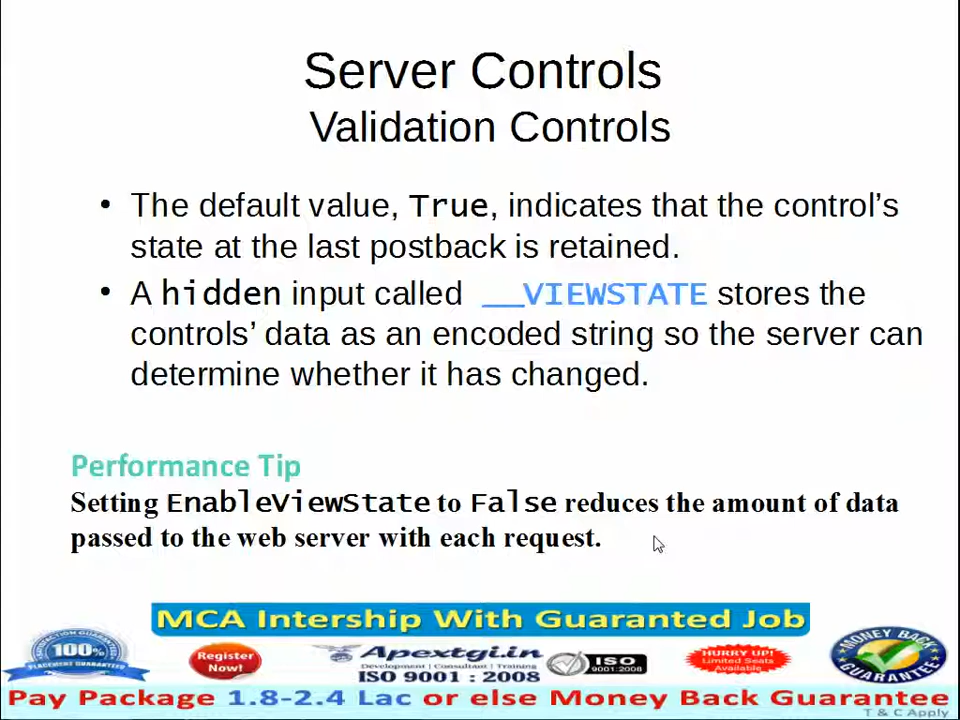 Server Controls
Validation Controls
• The default value, True, indicates that the control's
state at the last postback is retained.
• A hidden input called __VIEWSTATE stores the
controls' data as an encoded string so the server can
determine whether it has changed.
Performance Tip
Setting EnableViewState to False reduces the amount of data
passed to the web server with each request.
MCA Intership With Guaranted Job
100%
PLACEMENT GUARANTEED
Register
Now!
Apextgi.in
Development | Consultant | Training
ISO 9001 : 2008
ISO
9001:2008
HURRY UP!
Limited Seats
Available
MONEY BACK
GUARANTEE
Pay Package 1.8-2.4 Lac or else Money Back Guarantee
T & C Apply